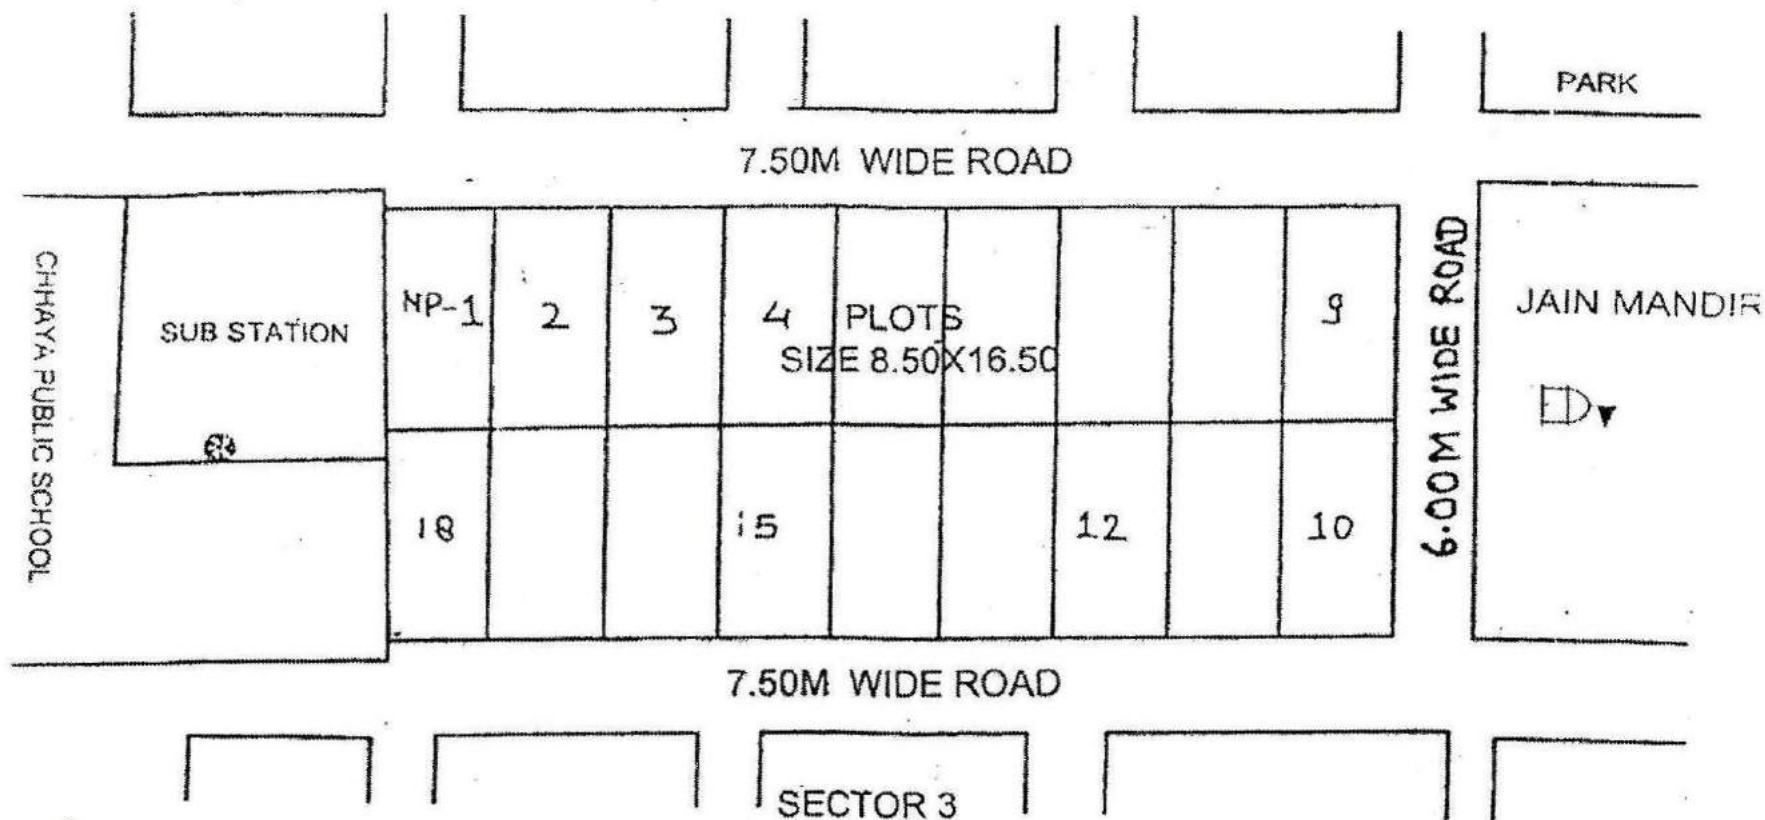 PARK
7.50M WIDE ROAD
CHHAYA PUBLIC SCHOOL
SUB STATION
NP-1
2
3
4
PLOTS
SIZE 8.50X16.50
9
6.00M WIDE ROAD
JAIN MANDIR
18
15
12
10
7.50M WIDE ROAD
SECTOR 3